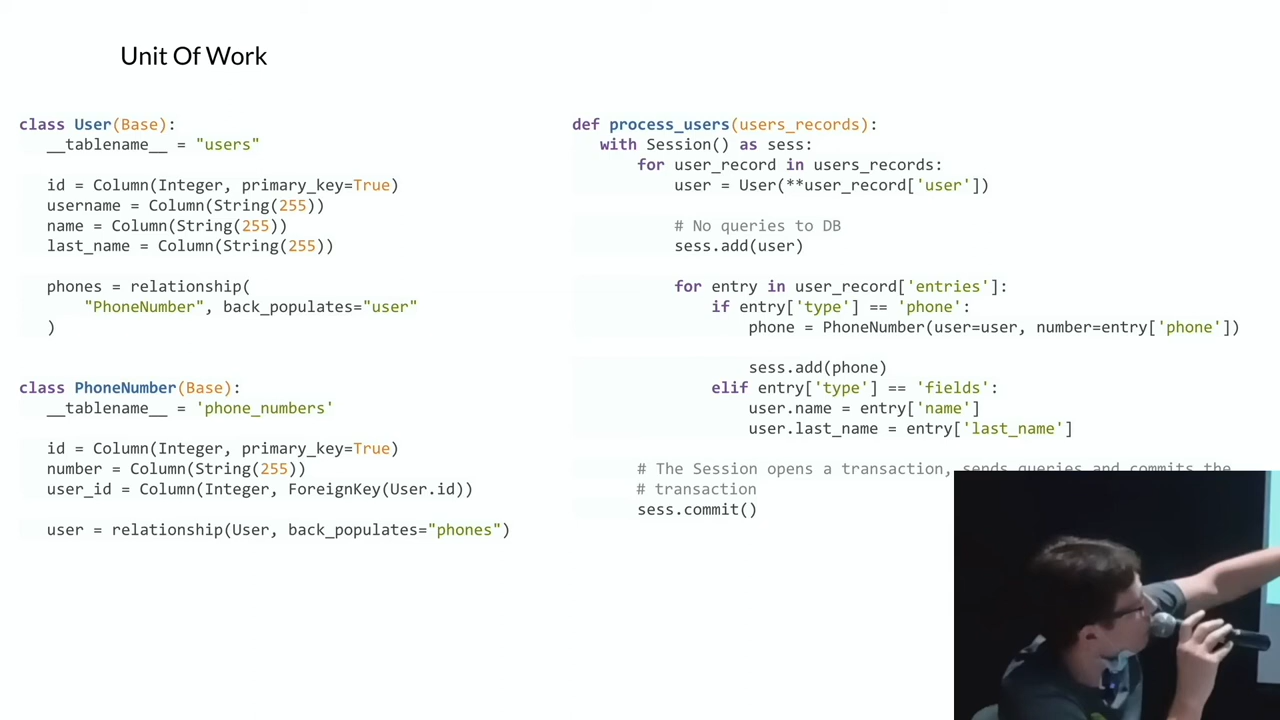 Unit Of Work
class User(Base):
__tablename__ = "users"
id = Column(Integer, primary_key=True)
username = Column(String(255))
name = Column(String(255))
last_name = Column(String(255))
phones = relationship(
"PhoneNumber", back_populates="user"
)
class PhoneNumber(Base):
__tablename__ = 'phone_numbers'
id = Column(Integer, primary_key=True)
number = Column(String(255))
user_id = Column(Integer, ForeignKey(User.id))
user = relationship(User, back_populates="phones")
def process_users(users_records):
with Session() as sess:
for user_record in users_records:
user = User(**user_record['user'])
# No queries to DB
sess.add(user)
for entry in user_record['entries']:
if entry['type'] == 'phone':
phone = PhoneNumber(user=user, number=entry['phone'])
sess.add(phone)
elif entry['type'] == 'fields':
user.name = entry['name']
user.last_name = entry['last_name']
# The Session opens a transaction, sends queries and commits the
# transaction
sess.commit()